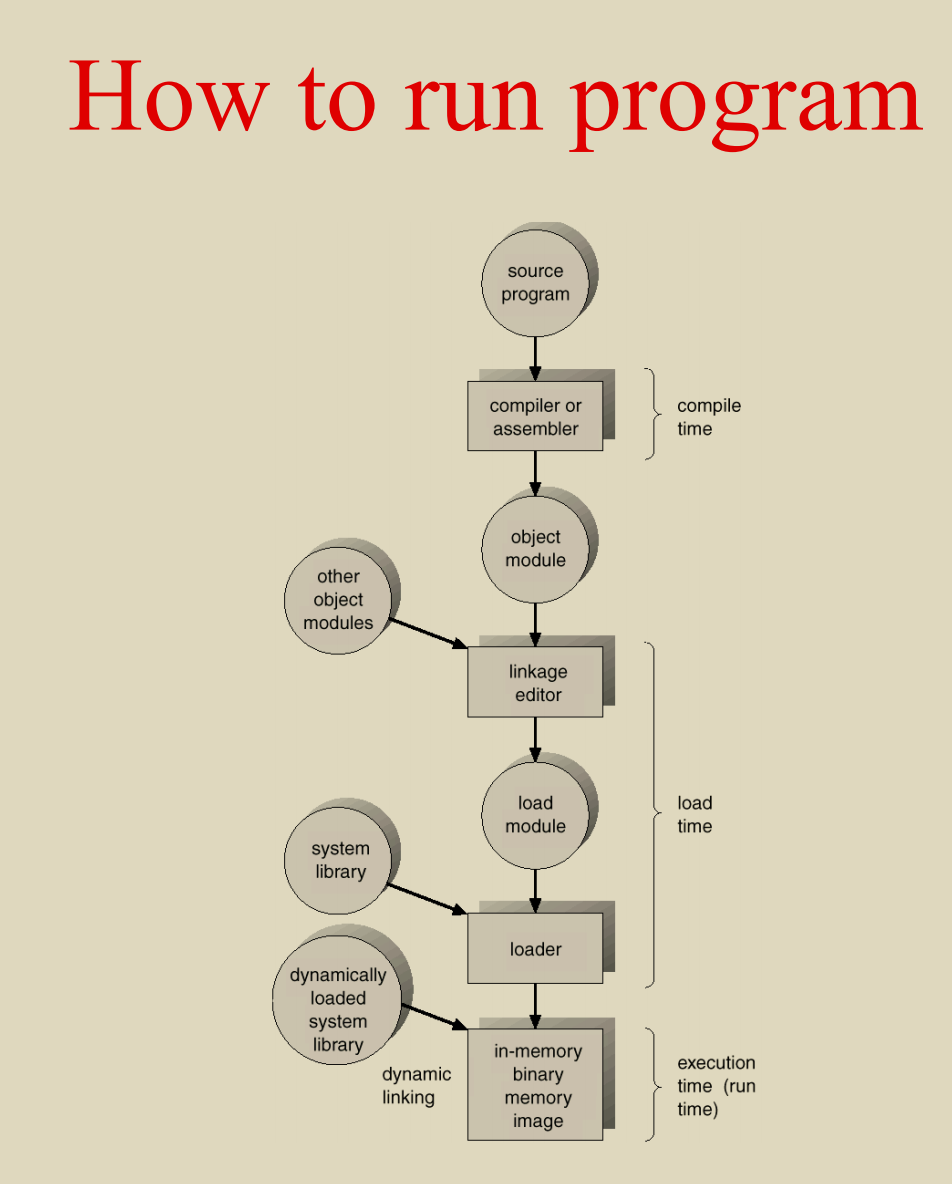 How to run program
source
program
compiler or
assembler
compile
time
object
module
other
object
modules
linkage
editor
load
module
load
time
system
library
loader
dynamically
loaded
system
library
dynamic
linking
in-memory
binary
memory
image
execution
time (run
time)